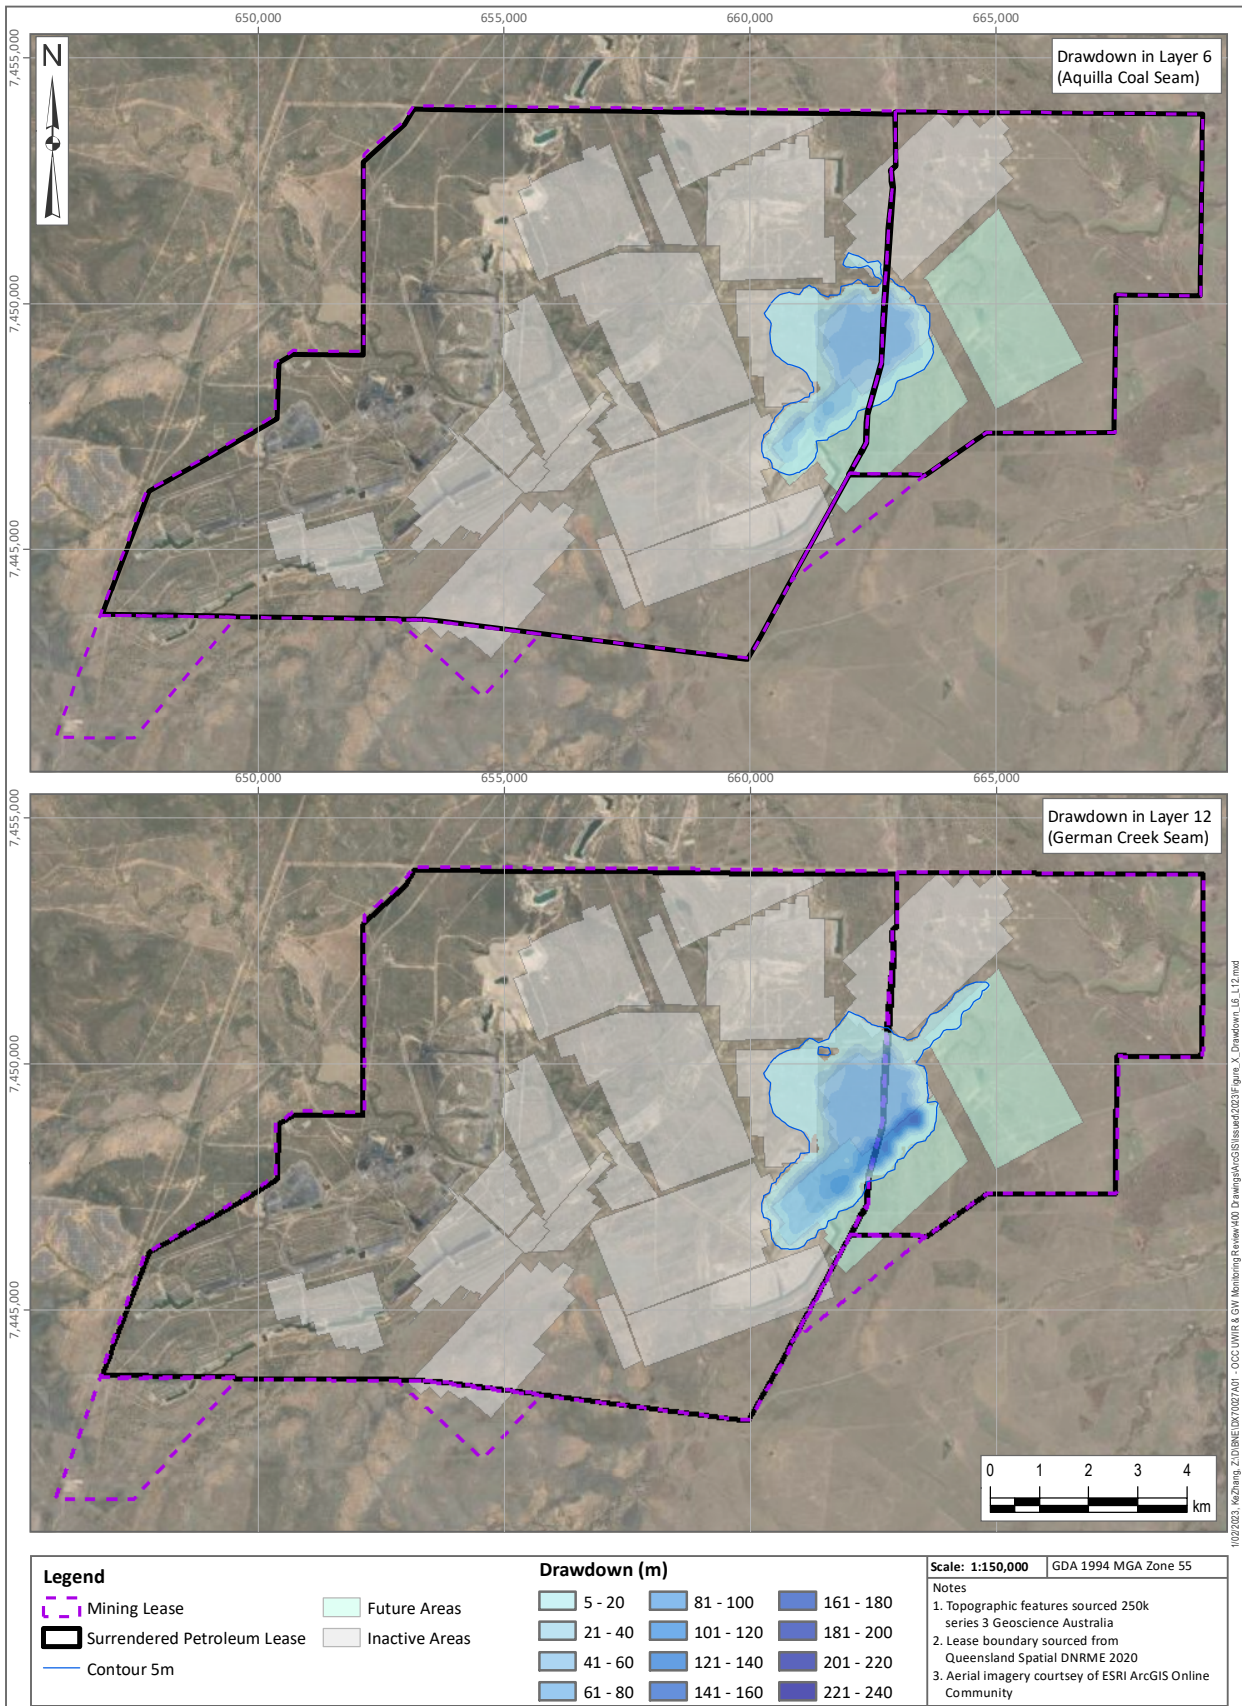 650,000 655,000 660,000 665,000
7,455,000
7,450,000
7,445,000
N
Drawdown in Layer 6
(Aquilla Coal Seam)
650,000 655,000 660,000 665,000
7,455,000
7,450,000
7,445,000
Drawdown in Layer 12
(German Creek Seam)
0 1 2 3 4
km
Legend
Mining Lease
Surrendered Petroleum Lease
Contour 5m
Future Areas
Inactive Areas
Drawdown (m)
5 - 20
21 - 40
41 - 60
61 - 80
81 - 100
101 - 120
121 - 140
141 - 160
161 - 180
181 - 200
201 - 220
221 - 240
Scale: 1:150,000 GDA 1994 MGA Zone 55
Notes
1. Topographic features sourced 250k
series 3 Geoscience Australia
2. Lease boundary sourced from
Queensland Spatial DNRME 2020
3. Aerial imagery courtsey of ESRI ArcGIS Online
Community